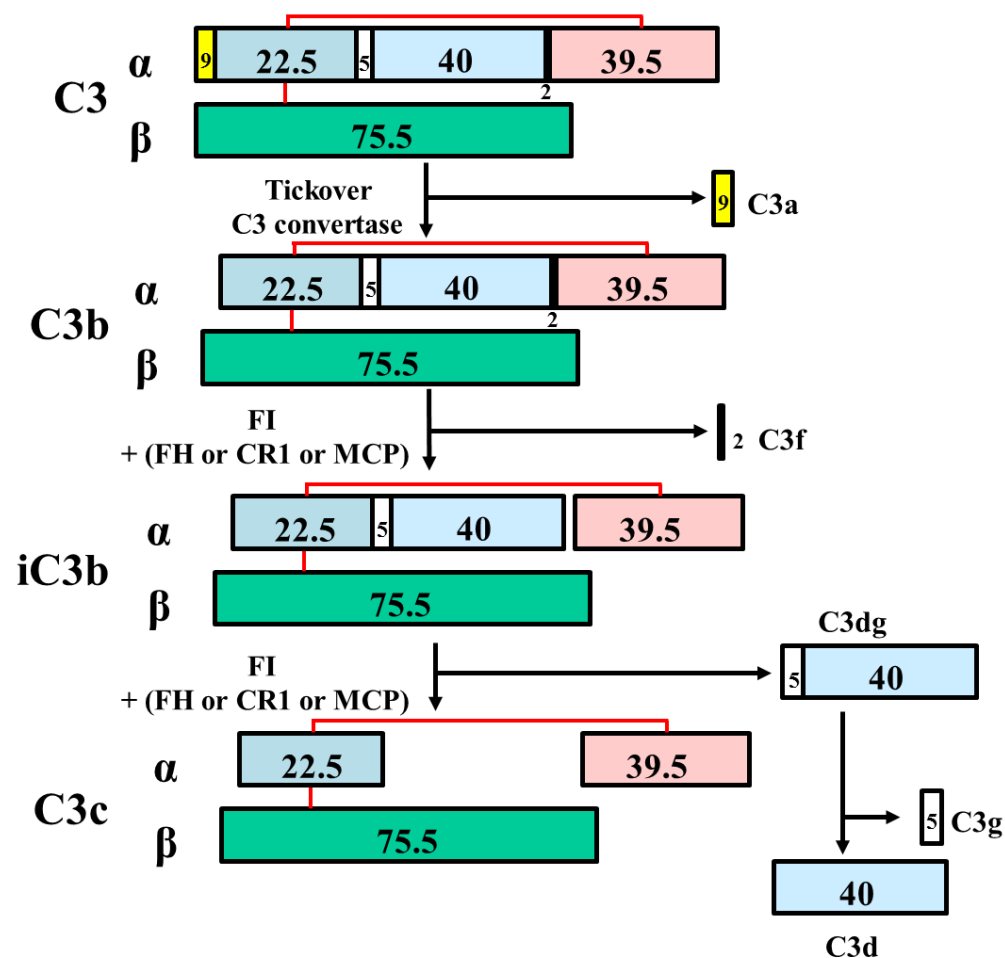 α 9 22.5 5 40 39.5
C3
2
β 75.5
Tickover
C3 convertase
9 C3a
α 22.5 5 40 39.5
C3b
2
β 75.5
FI
+ (FH or CR1 or MCP)
2 C3f
α 22.5 5 40 39.5
iC3b
β 75.5
C3dg
5 40
FI
+ (FH or CR1 or MCP)
α 22.5 39.5
C3c
β 75.5
5 C3g
40
C3d